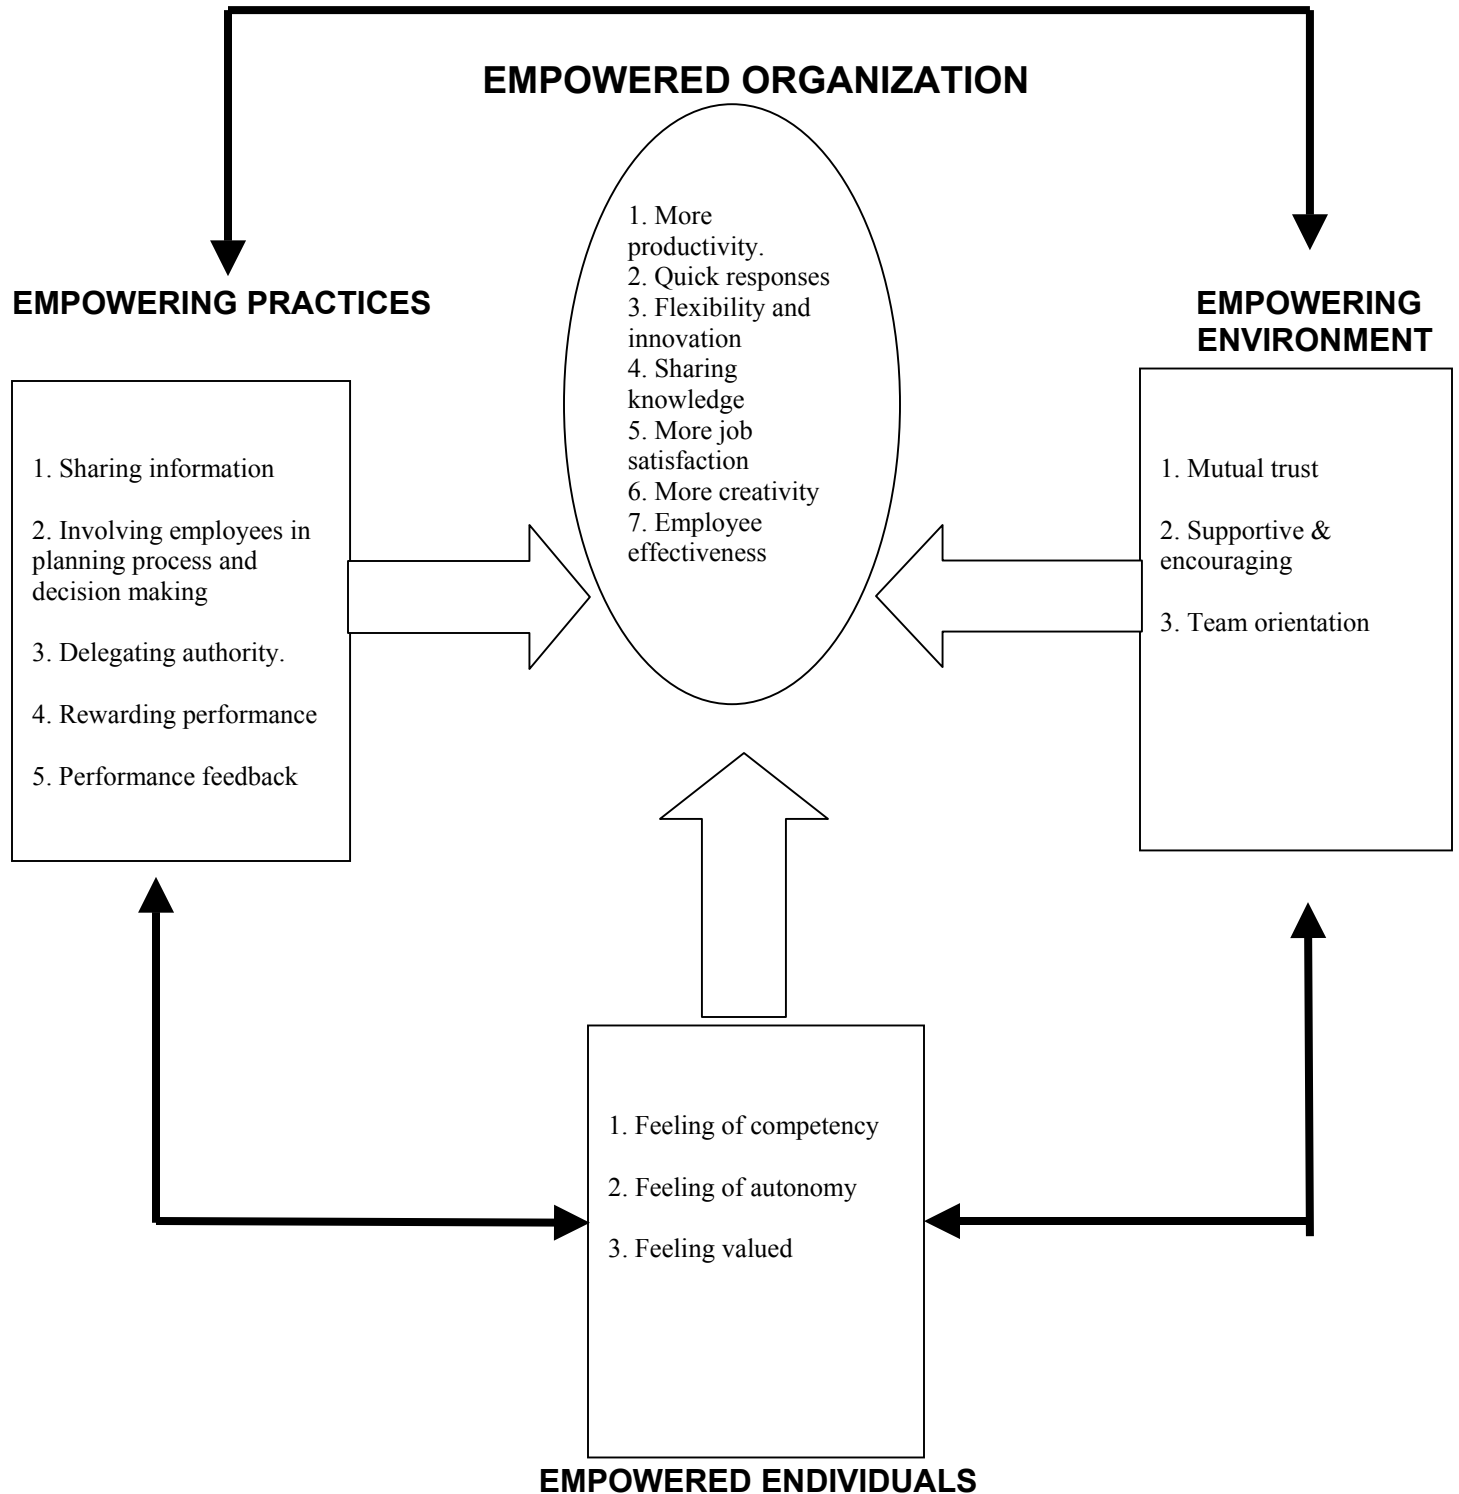 EMPOWERED ORGANIZATION
1. More
productivity.
2. Quick responses
3. Flexibility and
innovation
4. Sharing
knowledge
5. More job
satisfaction
6. More creativity
7. Employee
effectiveness
EMPOWERING PRACTICES
1. Sharing information
2. Involving employees in
planning process and
decision making
3. Delegating authority.
4. Rewarding performance
5. Performance feedback
EMPOWERING
ENVIRONMENT
1. Mutual trust
2. Supportive &
encouraging
3. Team orientation
1. Feeling of competency
2. Feeling of autonomy
3. Feeling valued
EMPOWERED ENDIVIDUALS